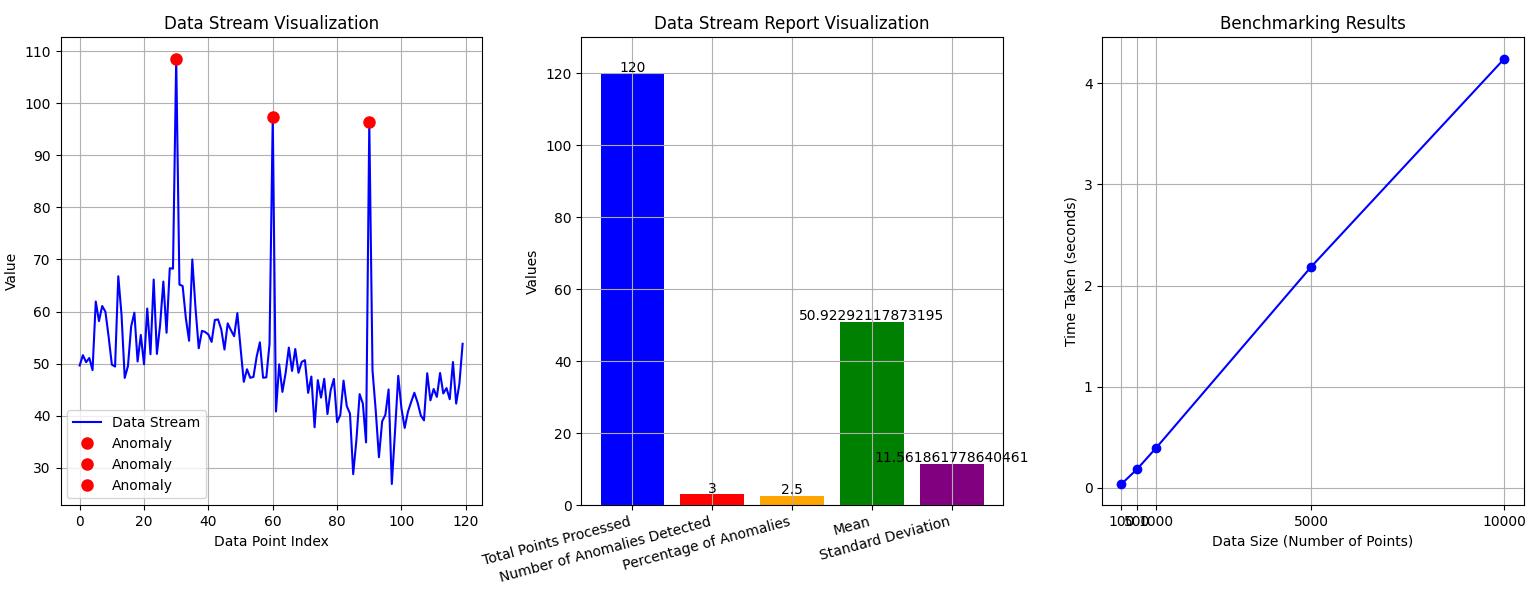 Data Stream Visualization
110
100
90
80
70
60
50
40
30
Value
Data Stream
Anomaly
Anomaly
Anomaly
0 20 40 60 80 100 120
Data Point Index
Data Stream Report Visualization
120
100
80
60
40
20
0
Values
120
3
2.5
50.92292117873195
11.561861778640461
Total Points Processed
Number of Anomalies Detected
Percentage of Anomalies
Mean
Standard Deviation
Benchmarking Results
4
3
2
1
0
Time Taken (seconds)
100 500 1000 5000 10000
Data Size (Number of Points)